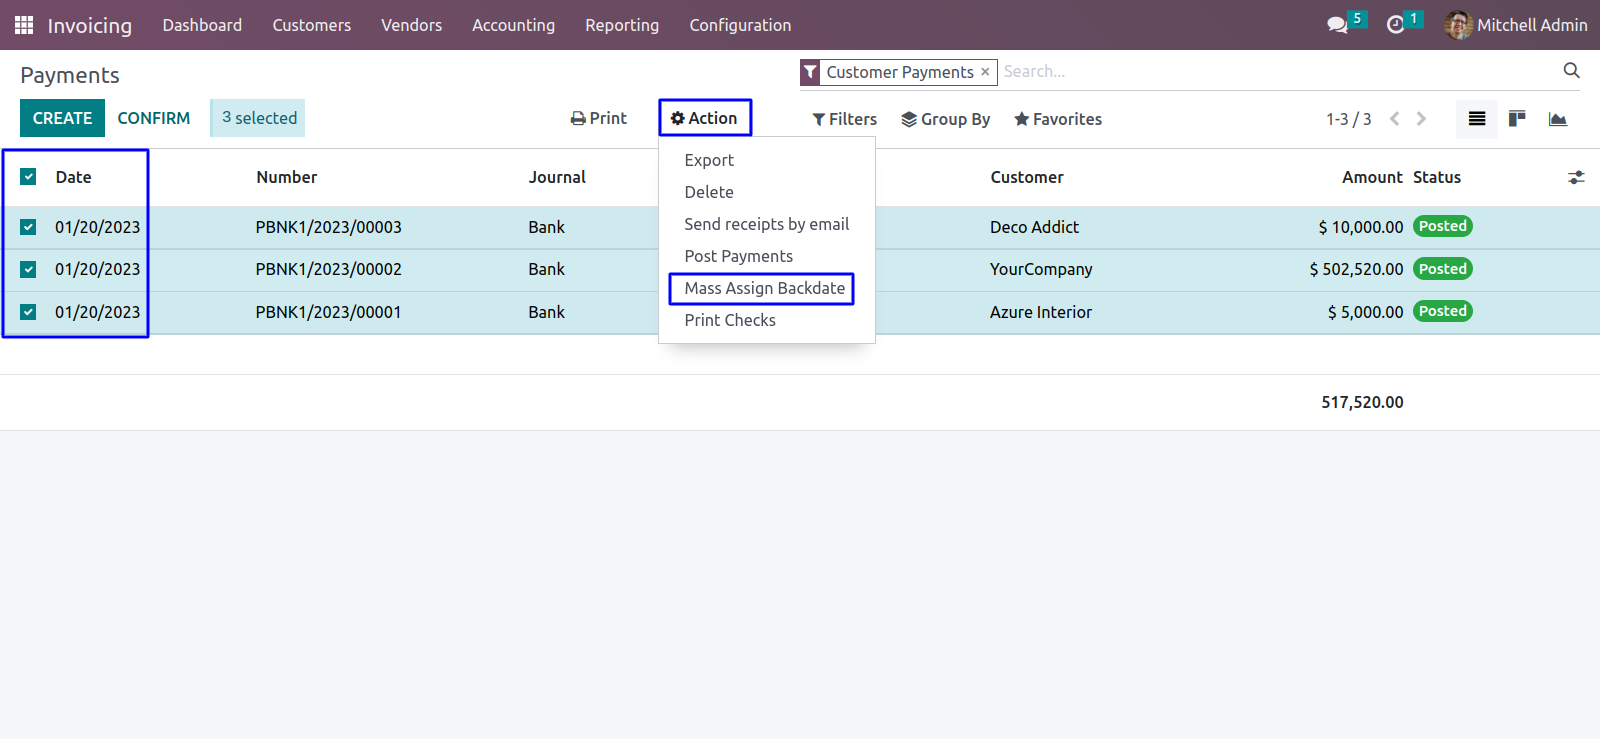 Invoicing Dashboard Customers Vendors Accounting Reporting Configuration 5 1 Mitchell Admin
Payments Customer Payments × Search...
CREATE CONFIRM 3 selected Print Action Filters Group By Favorites 1-3 / 3
Date Number Journal Customer Amount Status
01/20/2023 PBNK1/2023/00003 Bank Deco Addict $ 10,000.00 Posted
01/20/2023 PBNK1/2023/00002 Bank YourCompany $ 502,520.00 Posted
01/20/2023 PBNK1/2023/00001 Bank Azure Interior $ 5,000.00 Posted
Export
Delete
Send receipts by email
Post Payments
Mass Assign Backdate
Print Checks
517,520.00